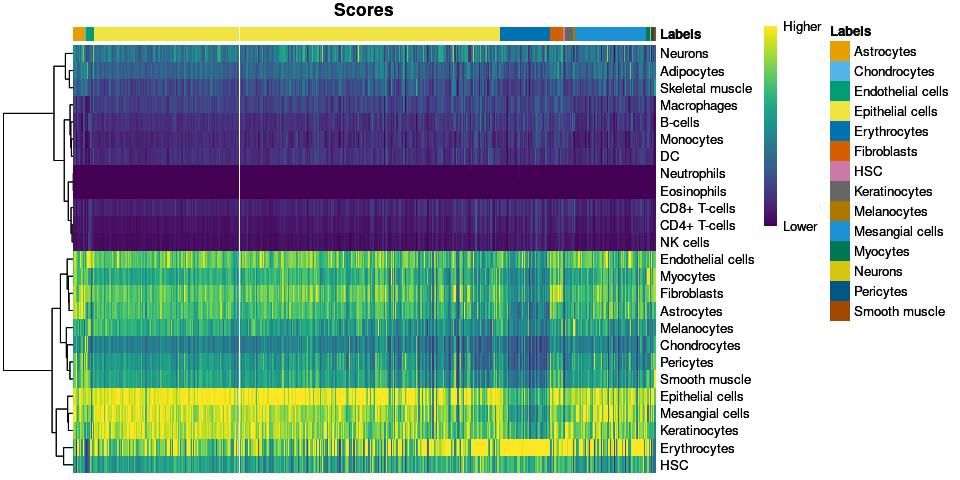 Scores
Labels
Neurons
Adipocytes
Skeletal muscle
Macrophages
B-cells
Monocytes
DC
Neutrophils
Eosinophils
CD8+ T-cells
CD4+ T-cells
NK cells
Endothelial cells
Myocytes
Fibroblasts
Astrocytes
Melanocytes
Chondrocytes
Pericytes
Smooth muscle
Epithelial cells
Mesangial cells
Keratinocytes
Erythrocytes
HSC
Higher
Lower
Labels
Astrocytes
Chondrocytes
Endothelial cells
Epithelial cells
Erythrocytes
Fibroblasts
HSC
Keratinocytes
Melanocytes
Mesangial cells
Myocytes
Neurons
Pericytes
Smooth muscle